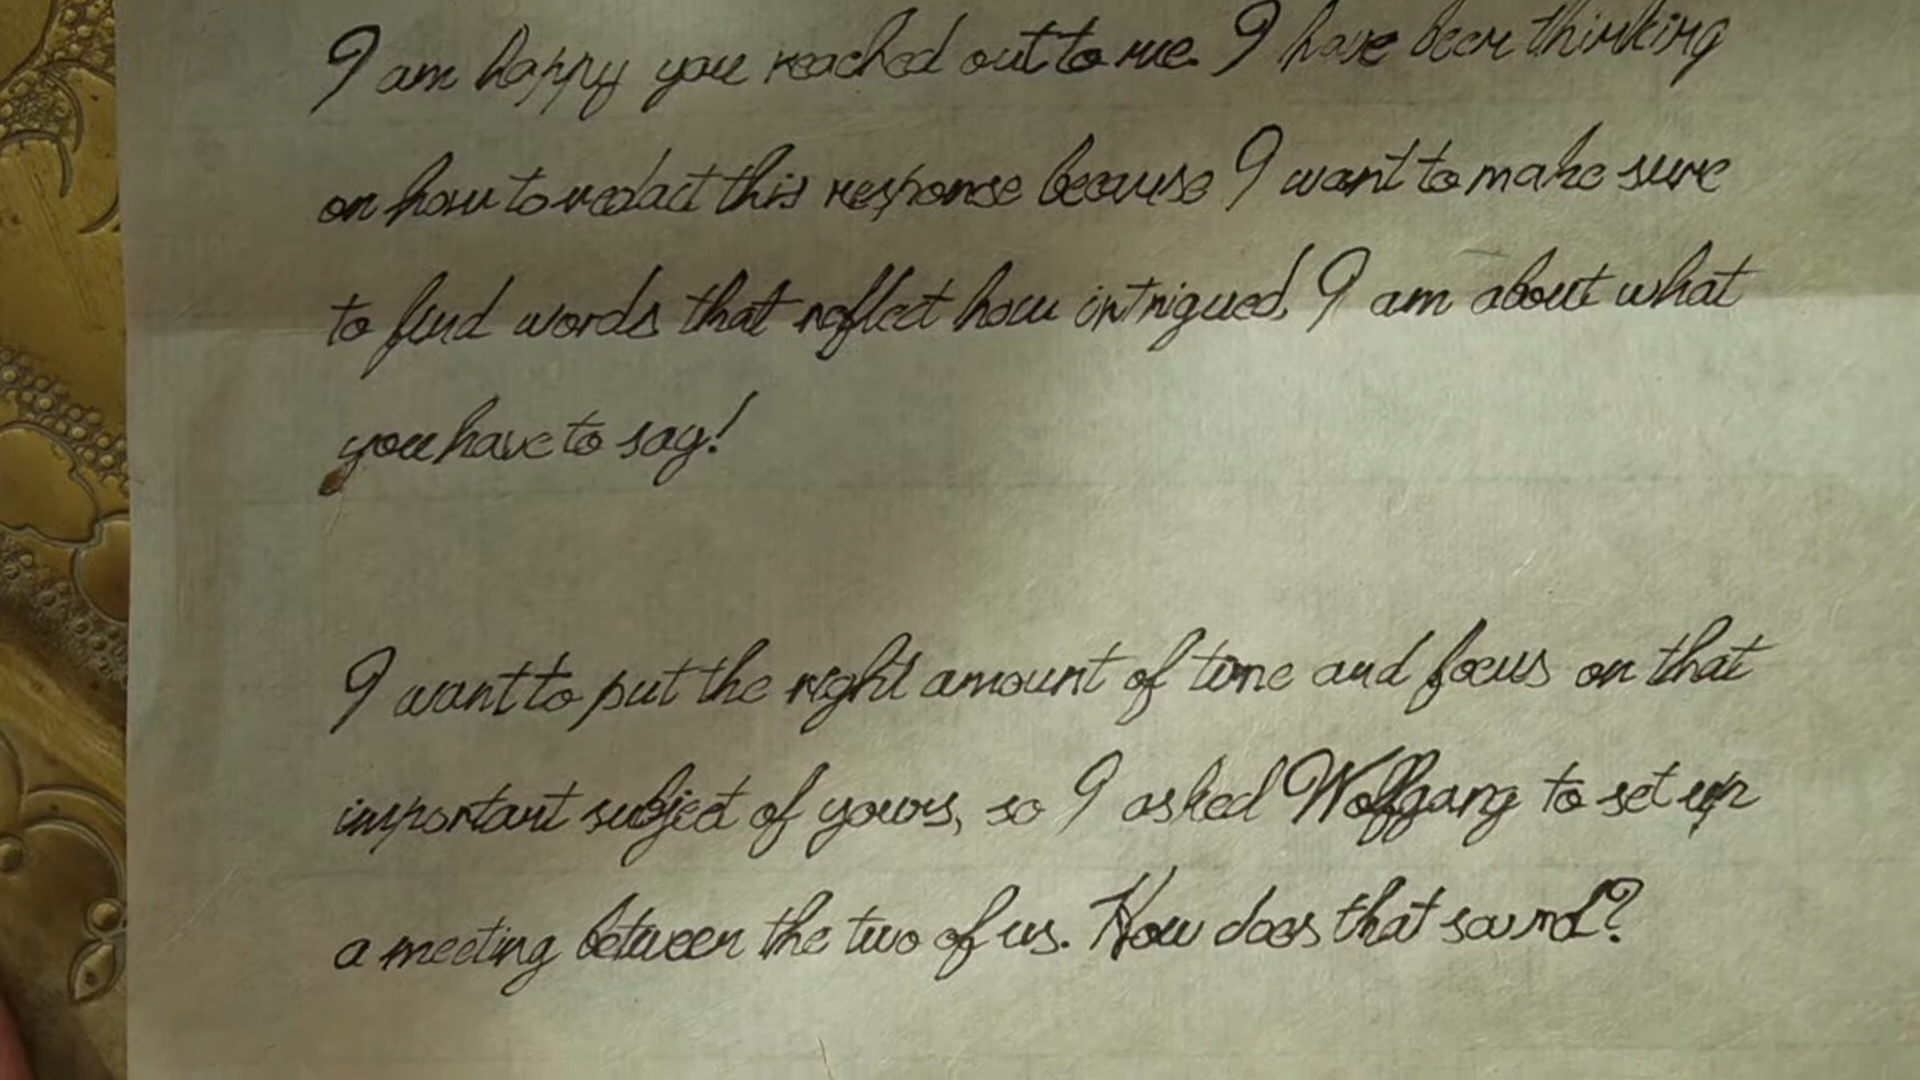 I am happy you reached out to me. I have been thinking
on how to redact this response because I want to make sure
to find words that reflect how intrigued, I am about what
you have to say!
I want to put the right amount of time and focus on that
important subject of yours, so I asked Wolfgang to set up
a meeting between the two of us. How does that sound?